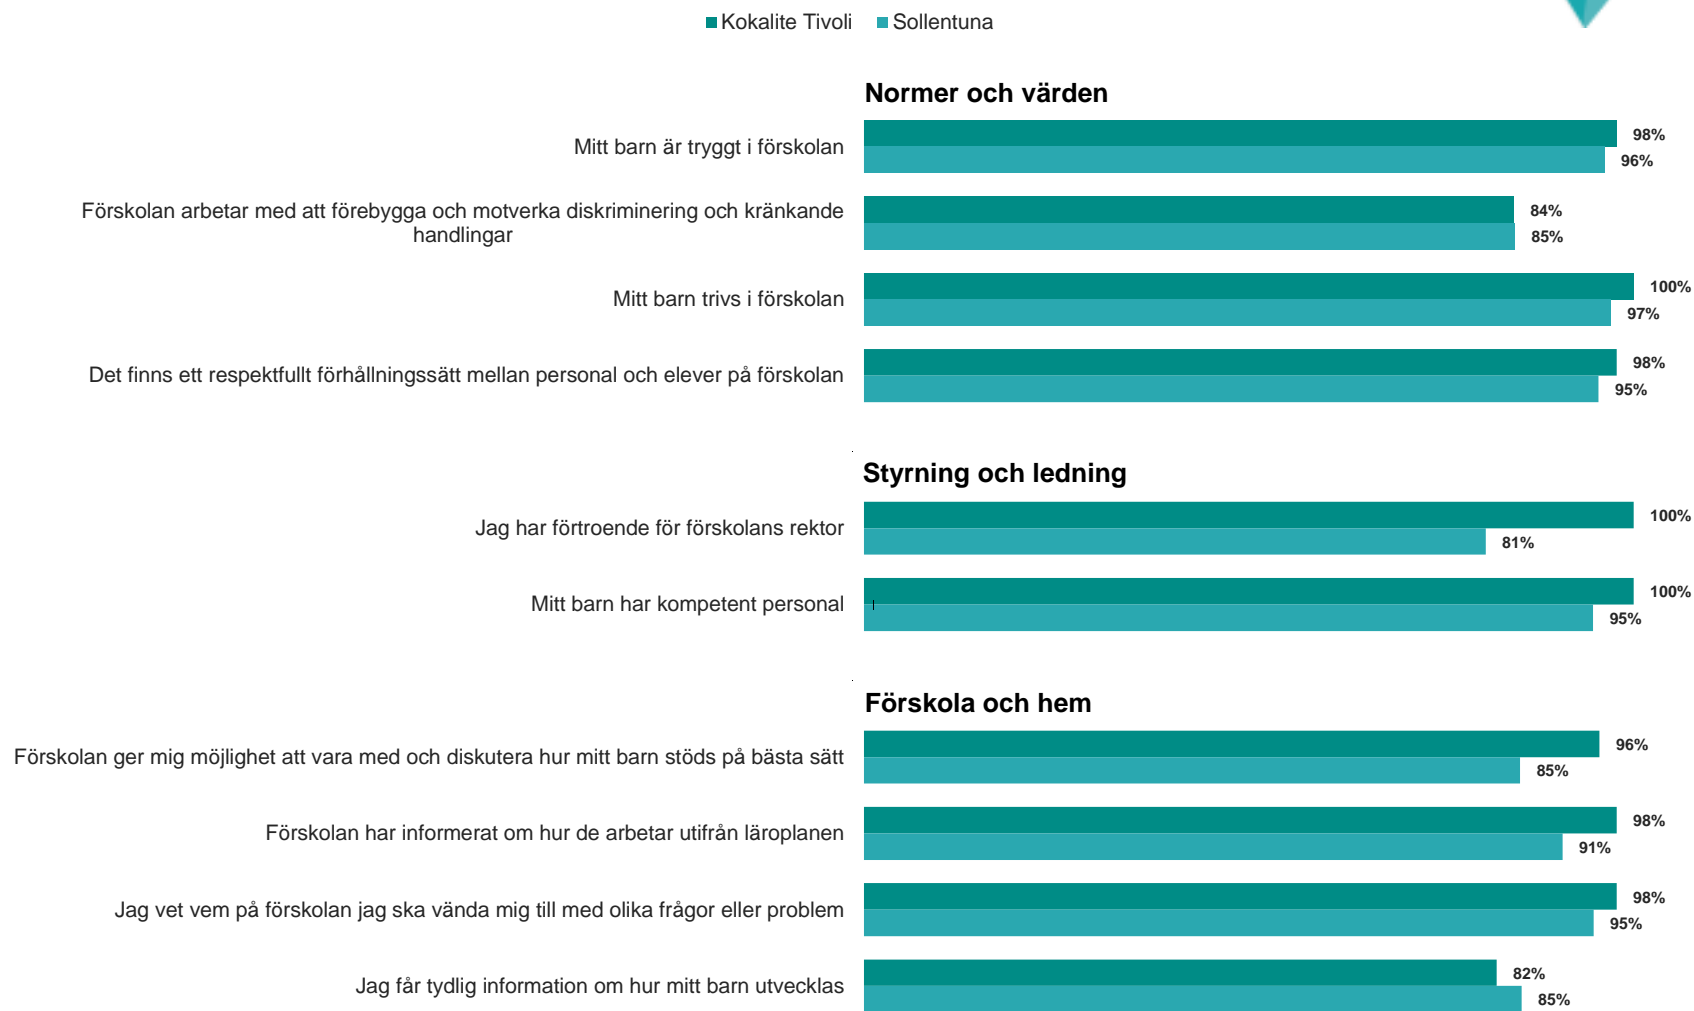 Kokalite Tivoli Sollentuna
Normer och värden
Mitt barn är tryggt i förskolan
98%
96%
Förskolan arbetar med att förebygga och motverka diskriminering och kränkande
handlingar
84%
85%
Mitt barn trivs i förskolan
100%
97%
Det finns ett respektfullt förhållningssätt mellan personal och elever på förskolan
98%
95%
Styrning och ledning
Jag har förtroende för förskolans rektor
100%
81%
Mitt barn har kompetent personal
100%
95%
Förskola och hem
Förskolan ger mig möjlighet att vara med och diskutera hur mitt barn stöds på bästa sätt
96%
85%
Förskolan har informerat om hur de arbetar utifrån läroplanen
98%
91%
Jag vet vem på förskolan jag ska vända mig till med olika frågor eller problem
98%
95%
Jag får tydlig information om hur mitt barn utvecklas
82%
85%